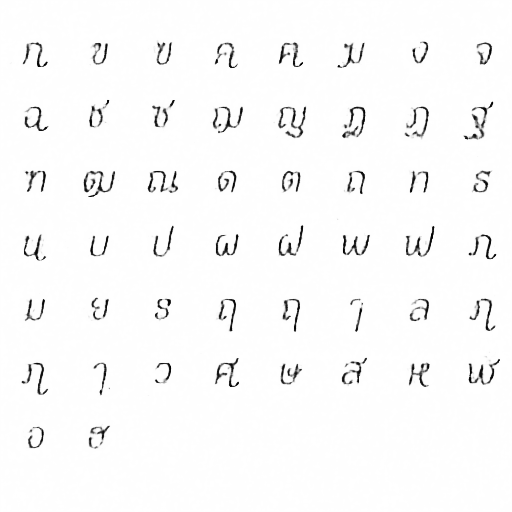 ก ข ฃ ค ฅ ฆ ง จ
ฉ ช ซ ฌ ญ ฎ ฏ ฐ
ฑ ฒ ณ ด ต ถ ท ธ
น บ ป ผ ฝ พ ฟ ภ
ม ย ร ฤ ฤ ๅ ล ฦ
ฦ ๅ ว ศ ษ ส ห ฬ
อ ฮ